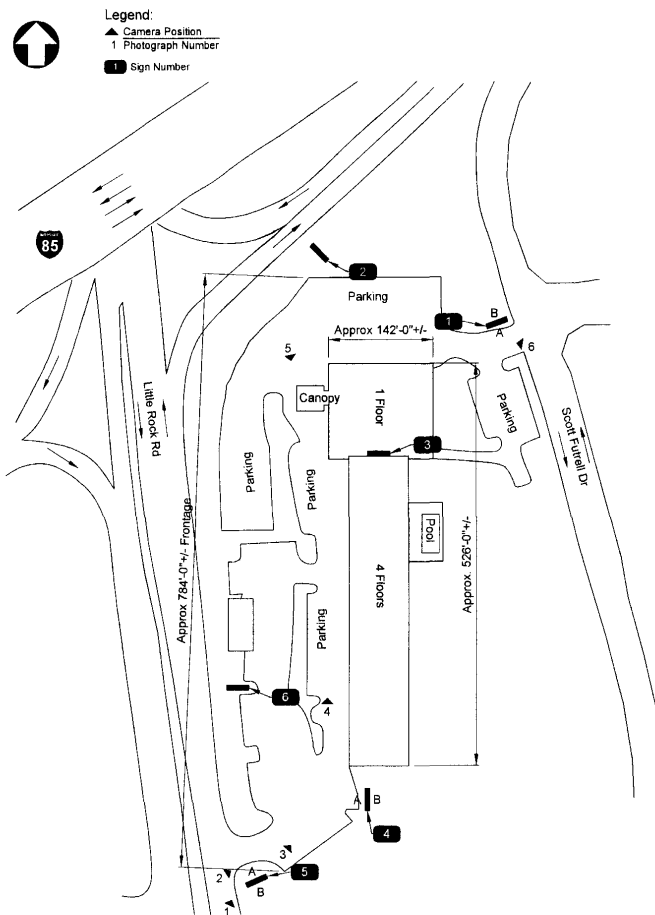 Legend:
Camera Position
1 Photograph Number
1 Sign Number
85
2
Parking
B
1
A
Approx 142'-0"+/-
5
6
Canopy
1 Floor
Parking
Little Rock Rd
Scott Futrell Dr
3
Parking
Parking
Pool
Approx 784'-0"+/- Frontage
Approx. 526'-0"+/-
4 Floors
Parking
6
4
A B
4
3
2
A
5
B
1